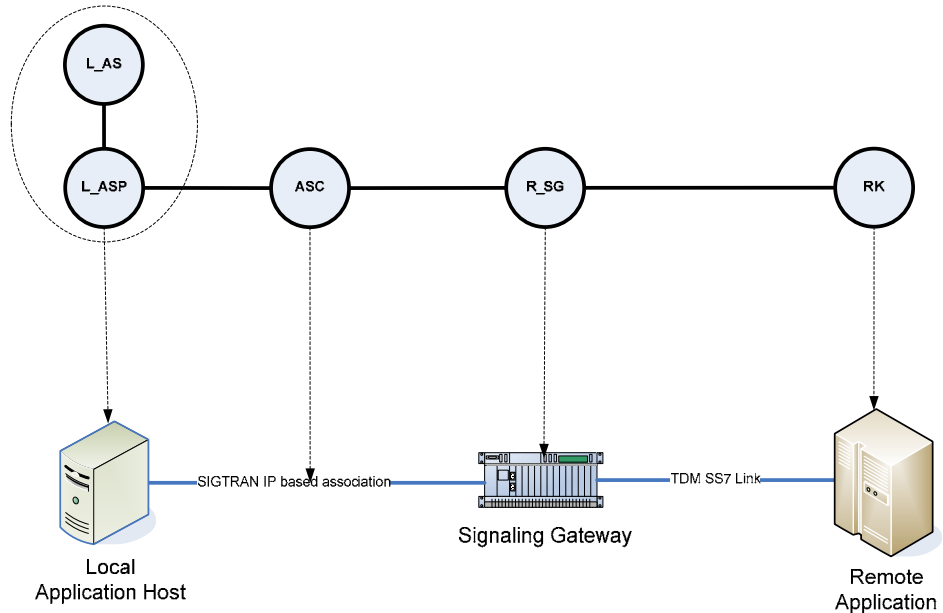 L_AS
L_ASP
ASC
R_SG
RK
SIGTRAN IP based association
TDM SS7 Link
Signaling Gateway
Local
Application Host
Remote
Application